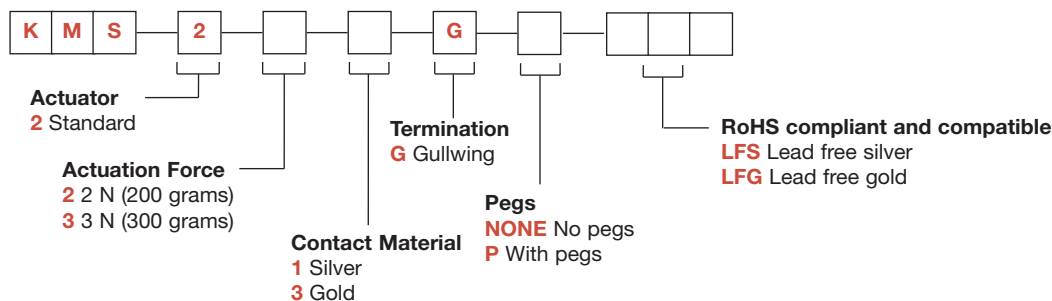 K M S 2 G
Actuator
2 Standard
Actuation Force
2 2 N (200 grams)
3 3 N (300 grams)
Contact Material
1 Silver
3 Gold
Termination
G Gullwing
Pegs
NONE No pegs
P With pegs
RoHS compliant and compatible
LFS Lead free silver
LFG Lead free gold